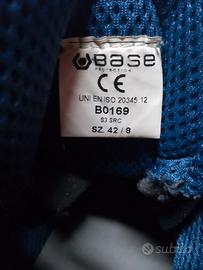 BASE
PROTECTION
CE
UNI EN ISO 20345:12
B0169
S3 SRC
SZ. 42 / 8
subito